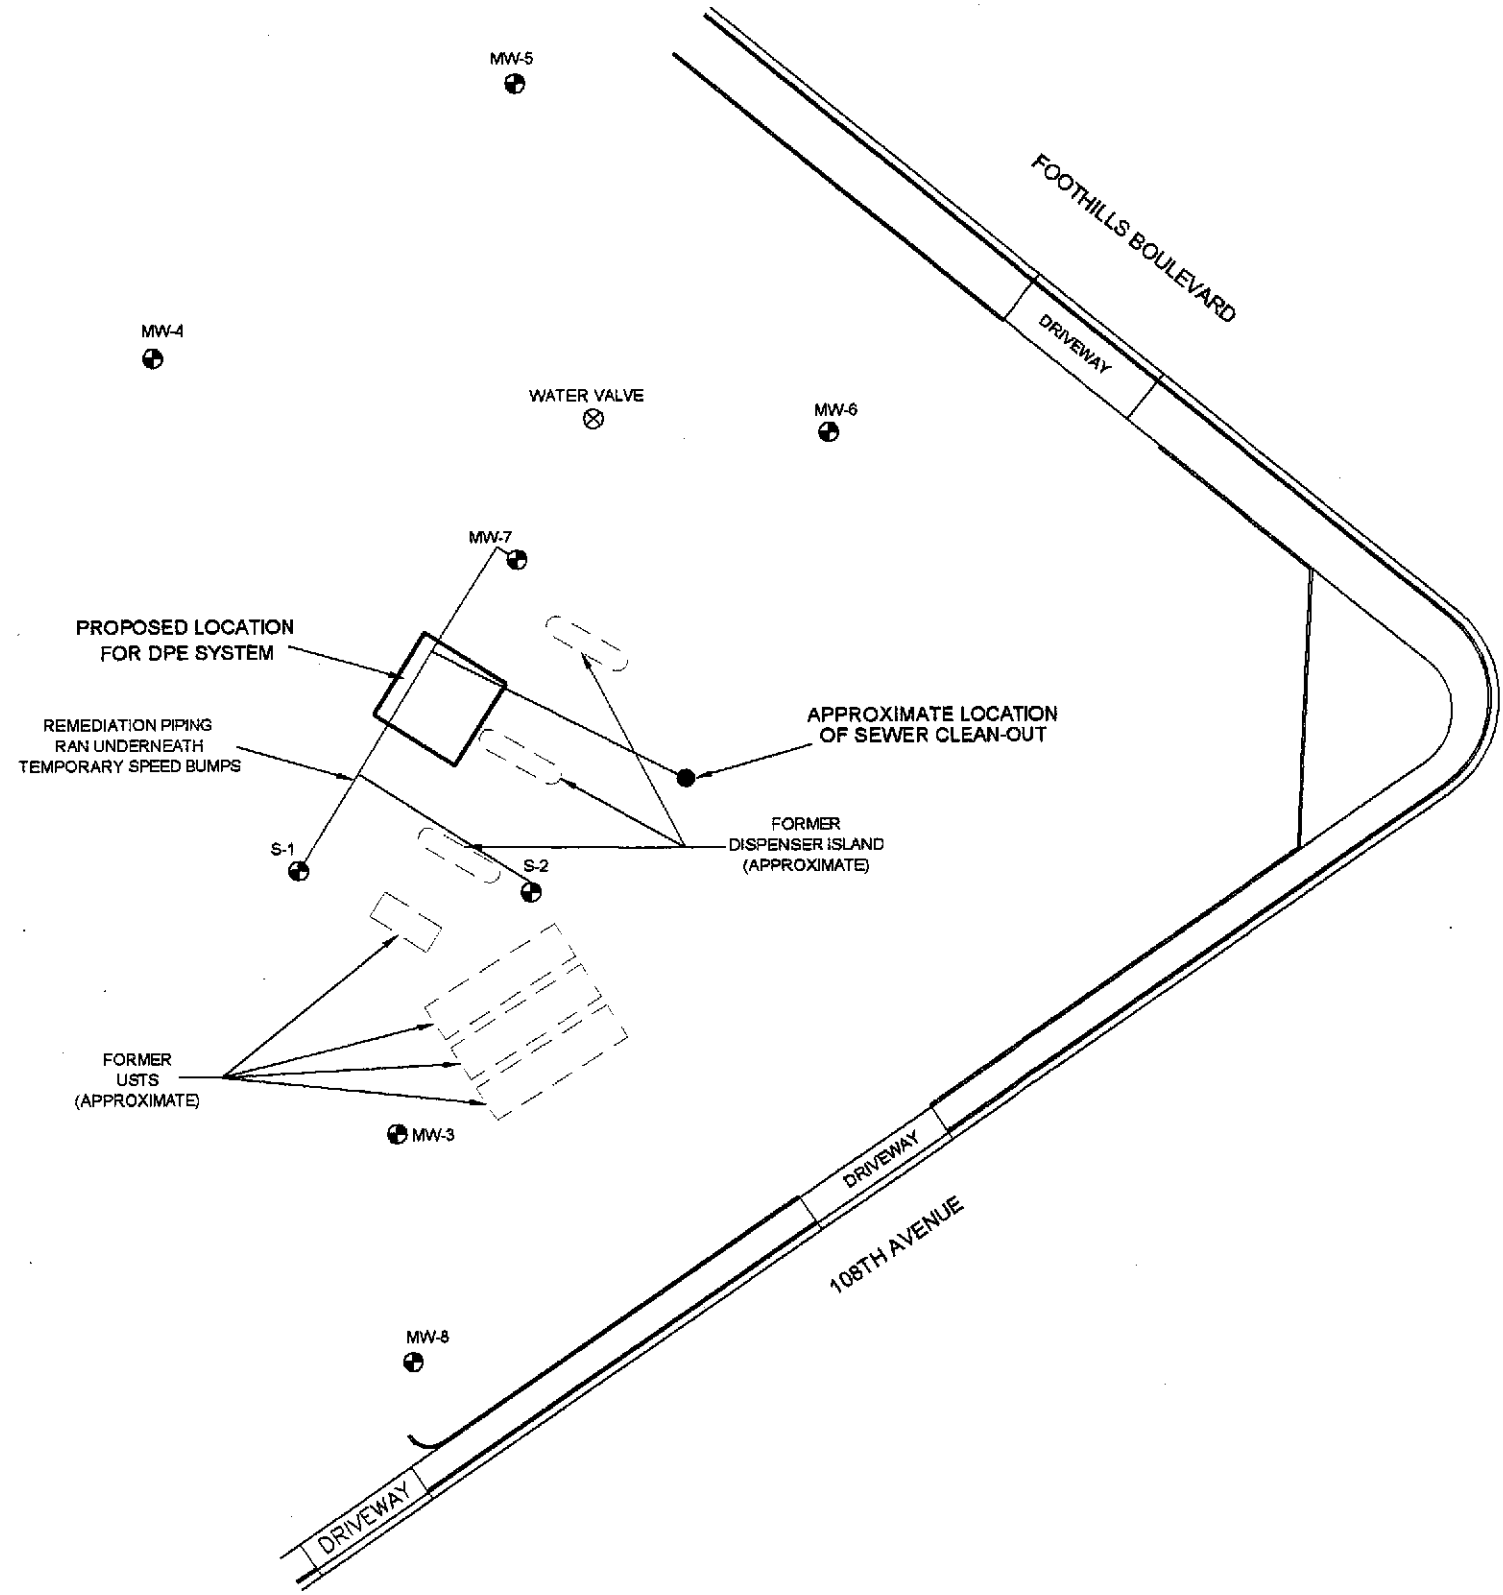 MW-5
FOOTHILLS BOULEVARD
DRIVEWAY
MW-4
WATER VALVE
MW-6
MW-7
PROPOSED LOCATION
FOR DPE SYSTEM
REMEDIATION PIPING
RAN UNDERNEATH
TEMPORARY SPEED BUMPS
APPROXIMATE LOCATION
OF SEWER CLEAN-OUT
FORMER
DISPENSER ISLAND
(APPROXIMATE)
S-1
S-2
FORMER
USTS
(APPROXIMATE)
MW-3
DRIVEWAY
108TH AVENUE
MW-8
DRIVEWAY